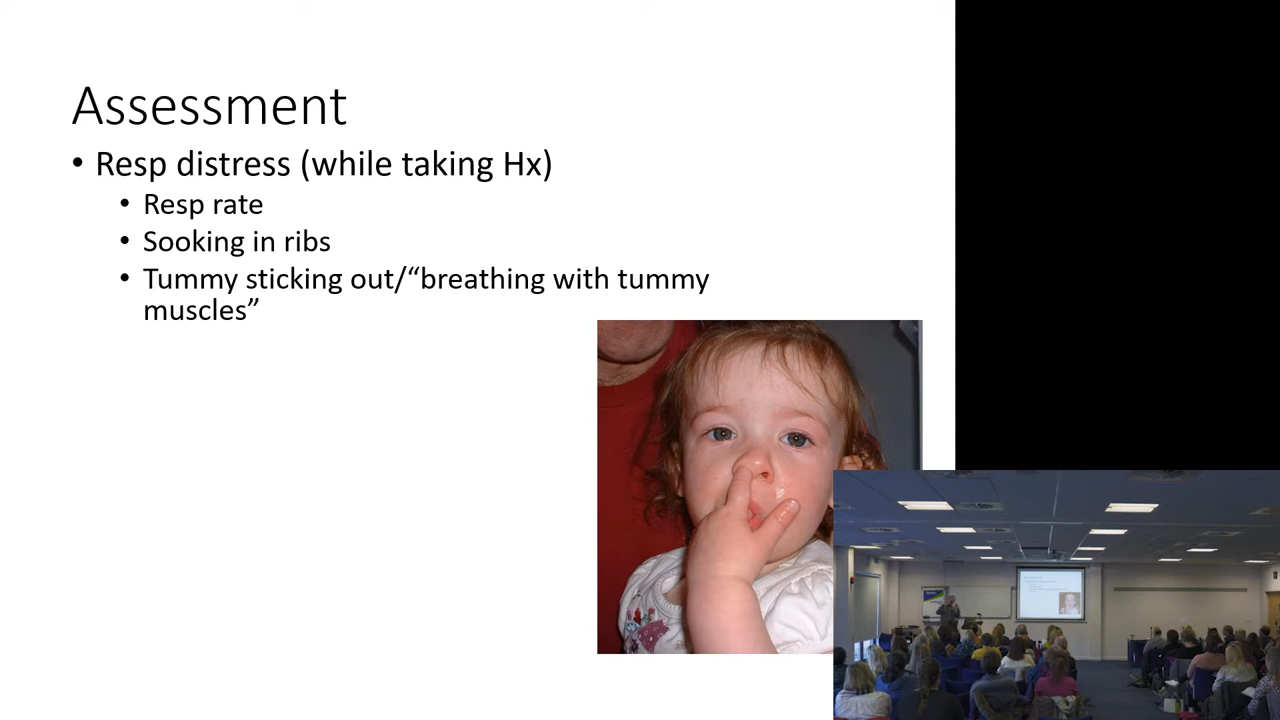 Assessment
• Resp distress (while taking Hx)
• Resp rate
• Sooking in ribs
• Tummy sticking out/“breathing with tummy
muscles”